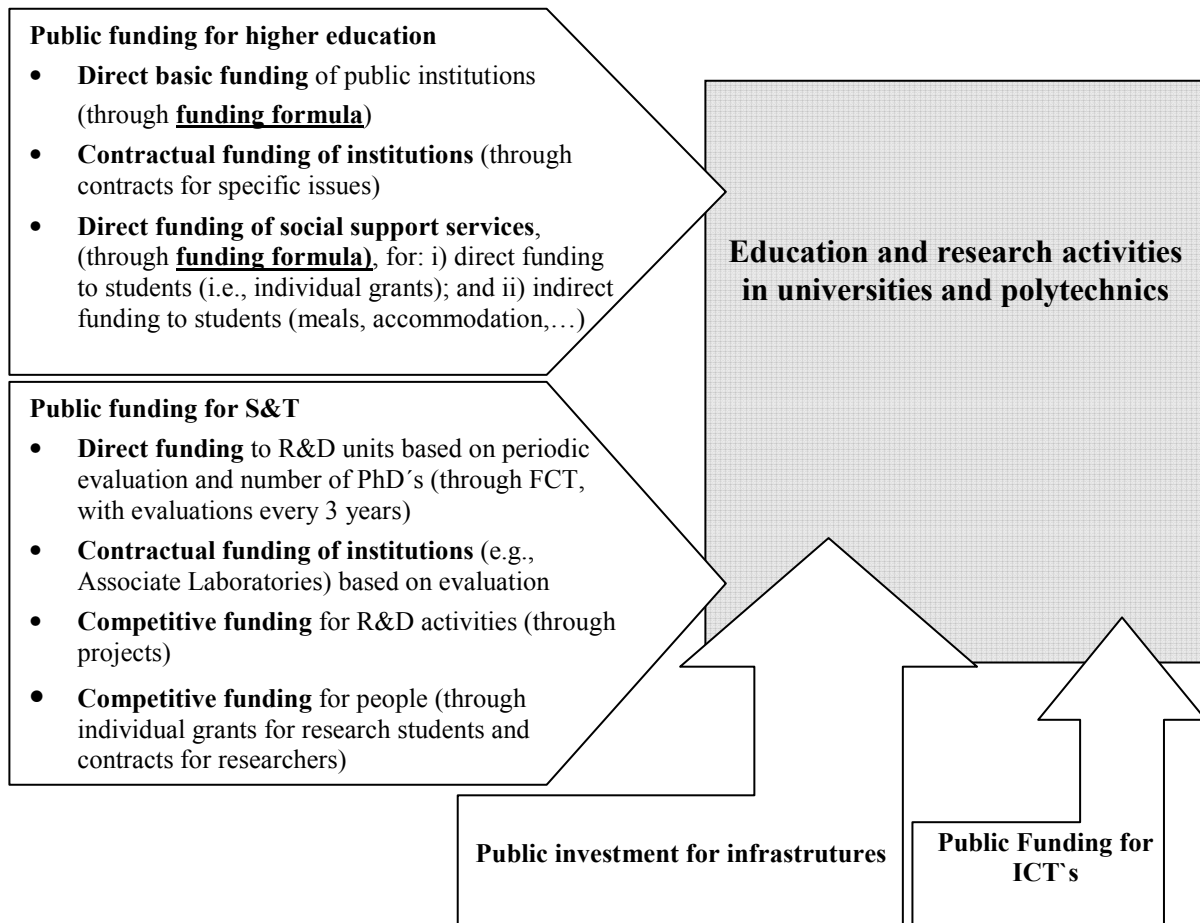 Public funding for higher education
• Direct basic funding of public institutions
(through funding formula)
• Contractual funding of institutions (through
contracts for specific issues)
• Direct funding of social support services,
(through funding formula), for: i) direct funding
to students (i.e., individual grants); and ii) indirect
funding to students (meals, accommodation,…)
Public funding for S&T
• Direct funding to R&D units based on periodic
evaluation and number of PhD´s (through FCT,
with evaluations every 3 years)
• Contractual funding of institutions (e.g.,
Associate Laboratories) based on evaluation
• Competitive funding for R&D activities (through
projects)
• Competitive funding for people (through
individual grants for research students and
contracts for researchers)
Education and research activities
in universities and polytechnics
Public investment for infrastrutures
Public Funding for
ICT`s